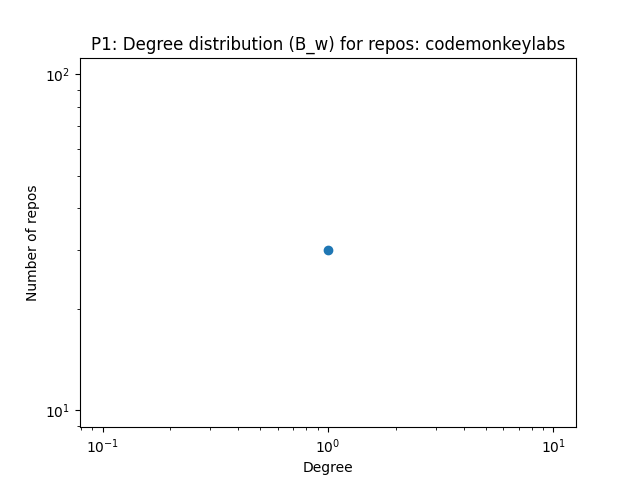 P1: Degree distribution (B_w) for repos: codemonkeylabs
10²
Number of repos
10¹
10⁻¹ 10⁰ 10¹
Degree